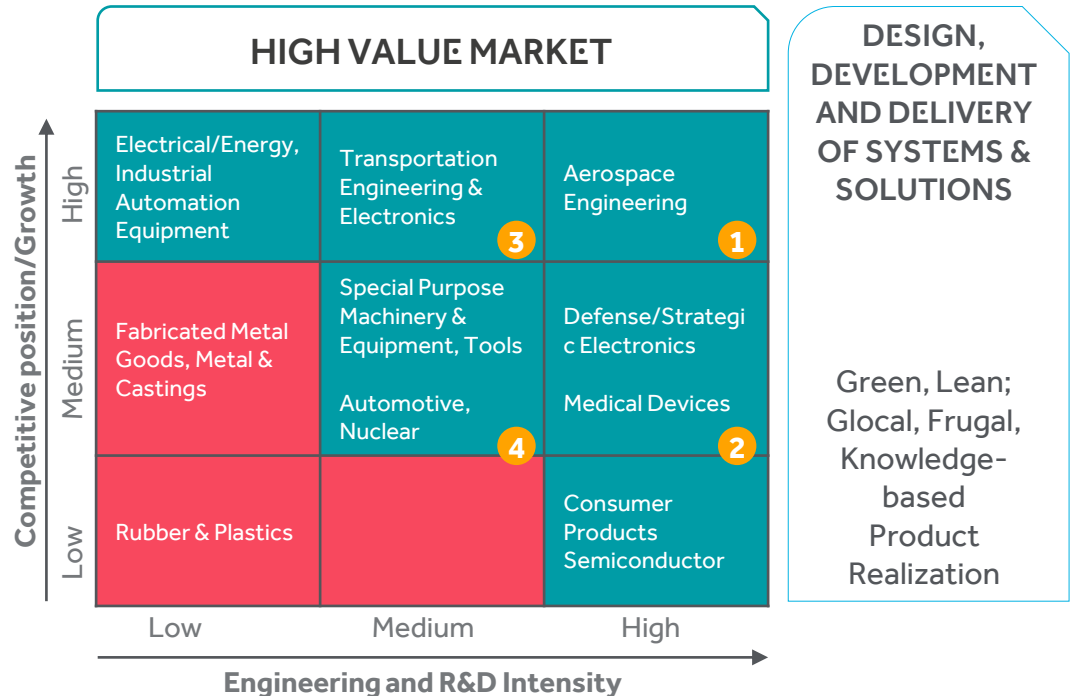 HIGH VALUE MARKET
DESIGN,
DEVELOPMENT
AND DELIVERY
OF SYSTEMS &
SOLUTIONS
Green, Lean;
Glocal, Frugal,
Knowledge-
based
Product
Realization
Competitive position/Growth
High
Medium
Low
Electrical/Energy,
Industrial
Automation
Equipment
Transportation
Engineering &
Electronics
3
Aerospace
Engineering
1
Fabricated Metal
Goods, Metal &
Castings
Special Purpose
Machinery &
Equipment, Tools
Automotive,
Nuclear
4
Defense/Strategi
c Electronics
Medical Devices
2
Rubber & Plastics
Consumer
Products
Semiconductor
Low
Medium
High
Engineering and R&D Intensity